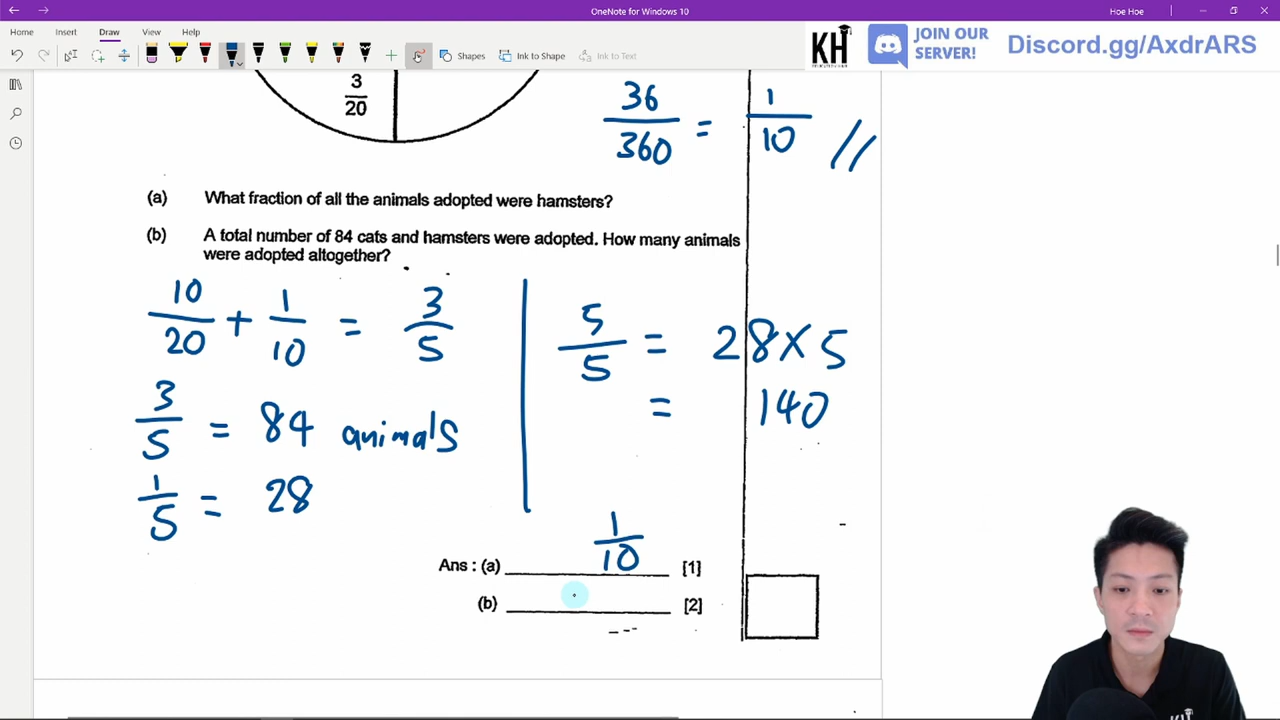 OneNote for Windows 10
Hoe Hoe
Home Insert Draw View Help
Shapes Ink to Shape Ink to Text
KH
JOIN OUR
SERVER!
Discord.gg/AxdrARS
3/20
36/360 = 1/10 //
(a) What fraction of all the animals adopted were hamsters?
(b) A total number of 84 cats and hamsters were adopted. How many animals
were adopted altogether?
10/20 + 1/10 = 3/5
3/5 = 84 animals
1/5 = 28
5/5 = 28 × 5
= 140
1/10
Ans : (a) [1]
(b) [2]
KH